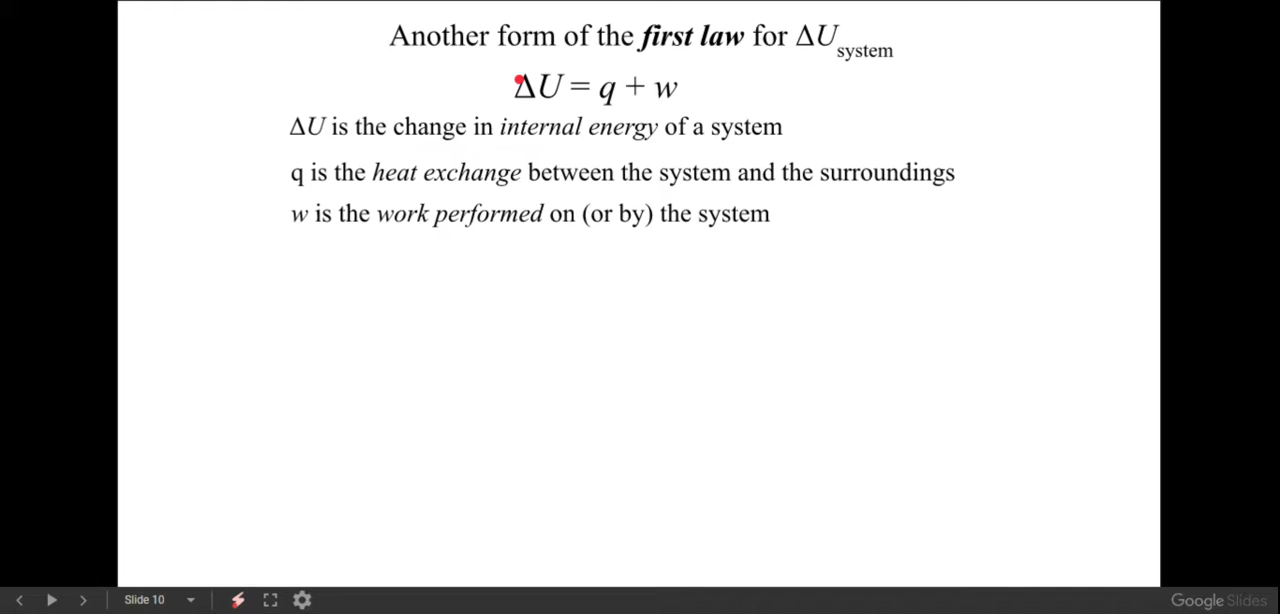 Another form of the first law for ΔU system
ΔU = q + w
ΔU is the change in internal energy of a system
q is the heat exchange between the system and the surroundings
w is the work performed on (or by) the system
Slide 10
Google Slides